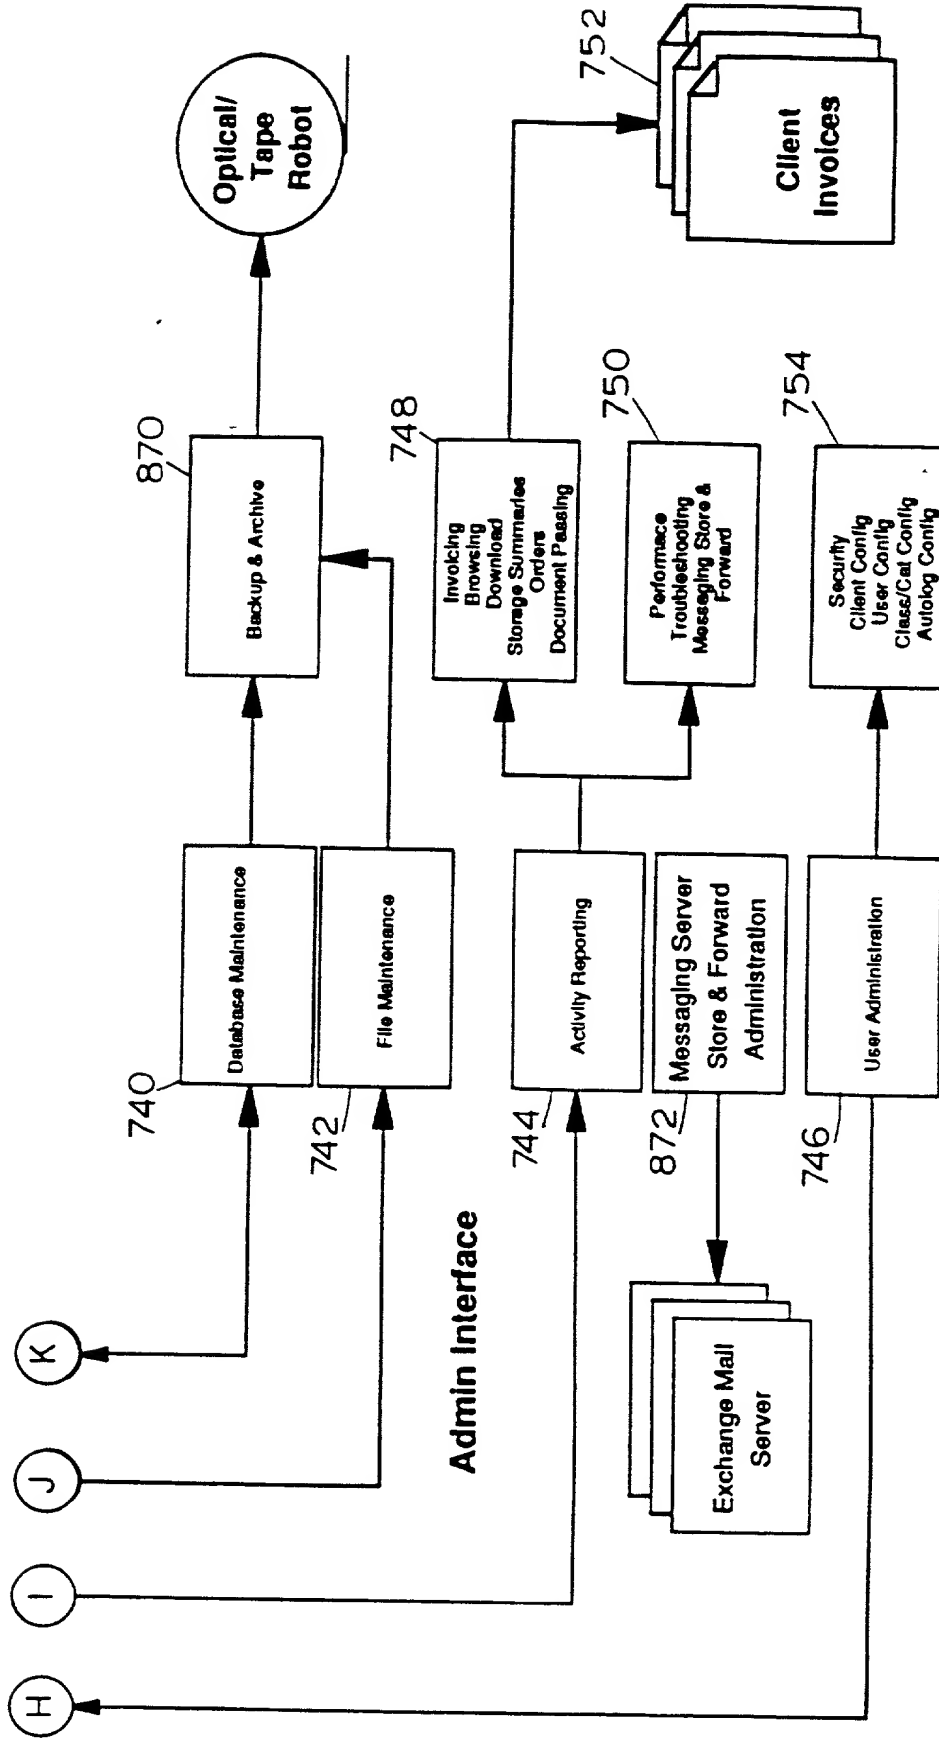 H
I
J
K
Admin Interface
740
Database Maintenance
742
File Maintenance
870
Backup & Archive
Optical/
Tape
Robot
744
Activity Reporting
748
Invoicing
Browsing
Download
Storage Summaries
Orders
Document Passing
750
Performace
Troubleshooting
Messaging Store &
Forward
752
Client
Invoices
872
Messaging Server
Store & Forward
Administration
Exchange Mail
Server
746
User Administration
754
Security
Client Config
User Config
Class/Cat Config
Autolog Config